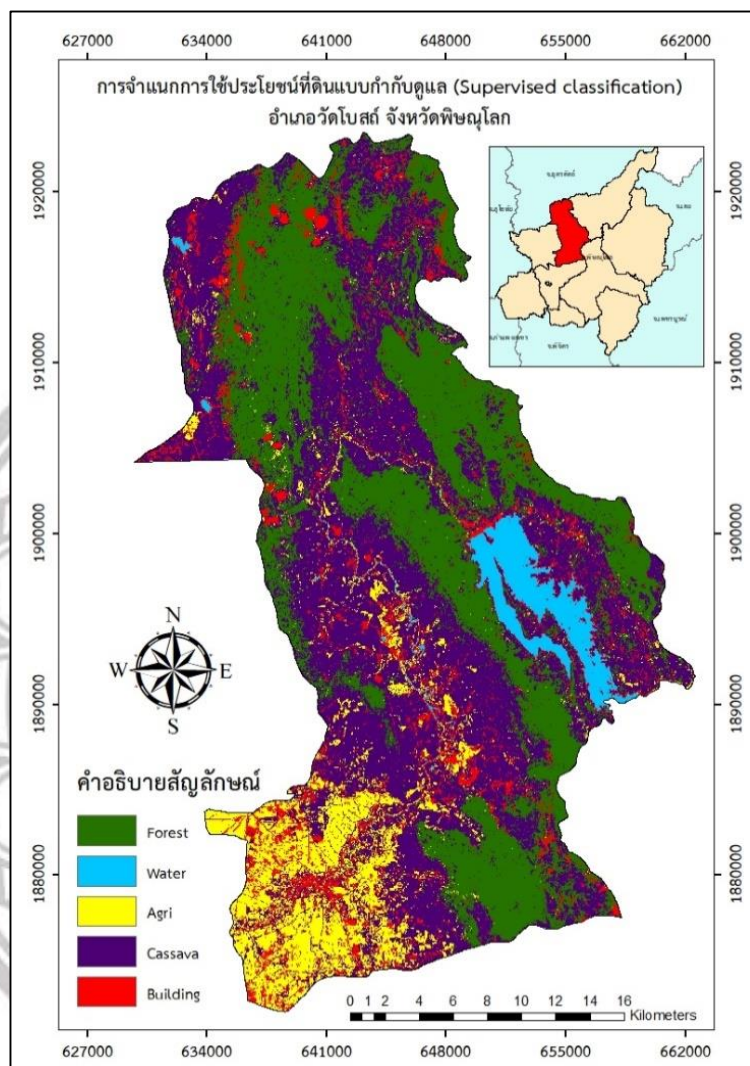 627000 634000 641000 648000 655000 662000
การจำแนกการใช้ประโยชน์ที่ดินแบบกำกับดูแล (Supervised classification)
อำเภอวัดโบสถ์ จังหวัดพิษณุโลก
1920000 1920000
1910000 1910000
1900000 1900000
N
W E
S
1890000 1890000
คำอธิบายสัญลักษณ์
Forest
Water
Agri
Cassava
Building
1880000 1880000
0 1 2 4 6 8 10 12 14 16
Kilometers
627000 634000 641000 648000 655000 662000